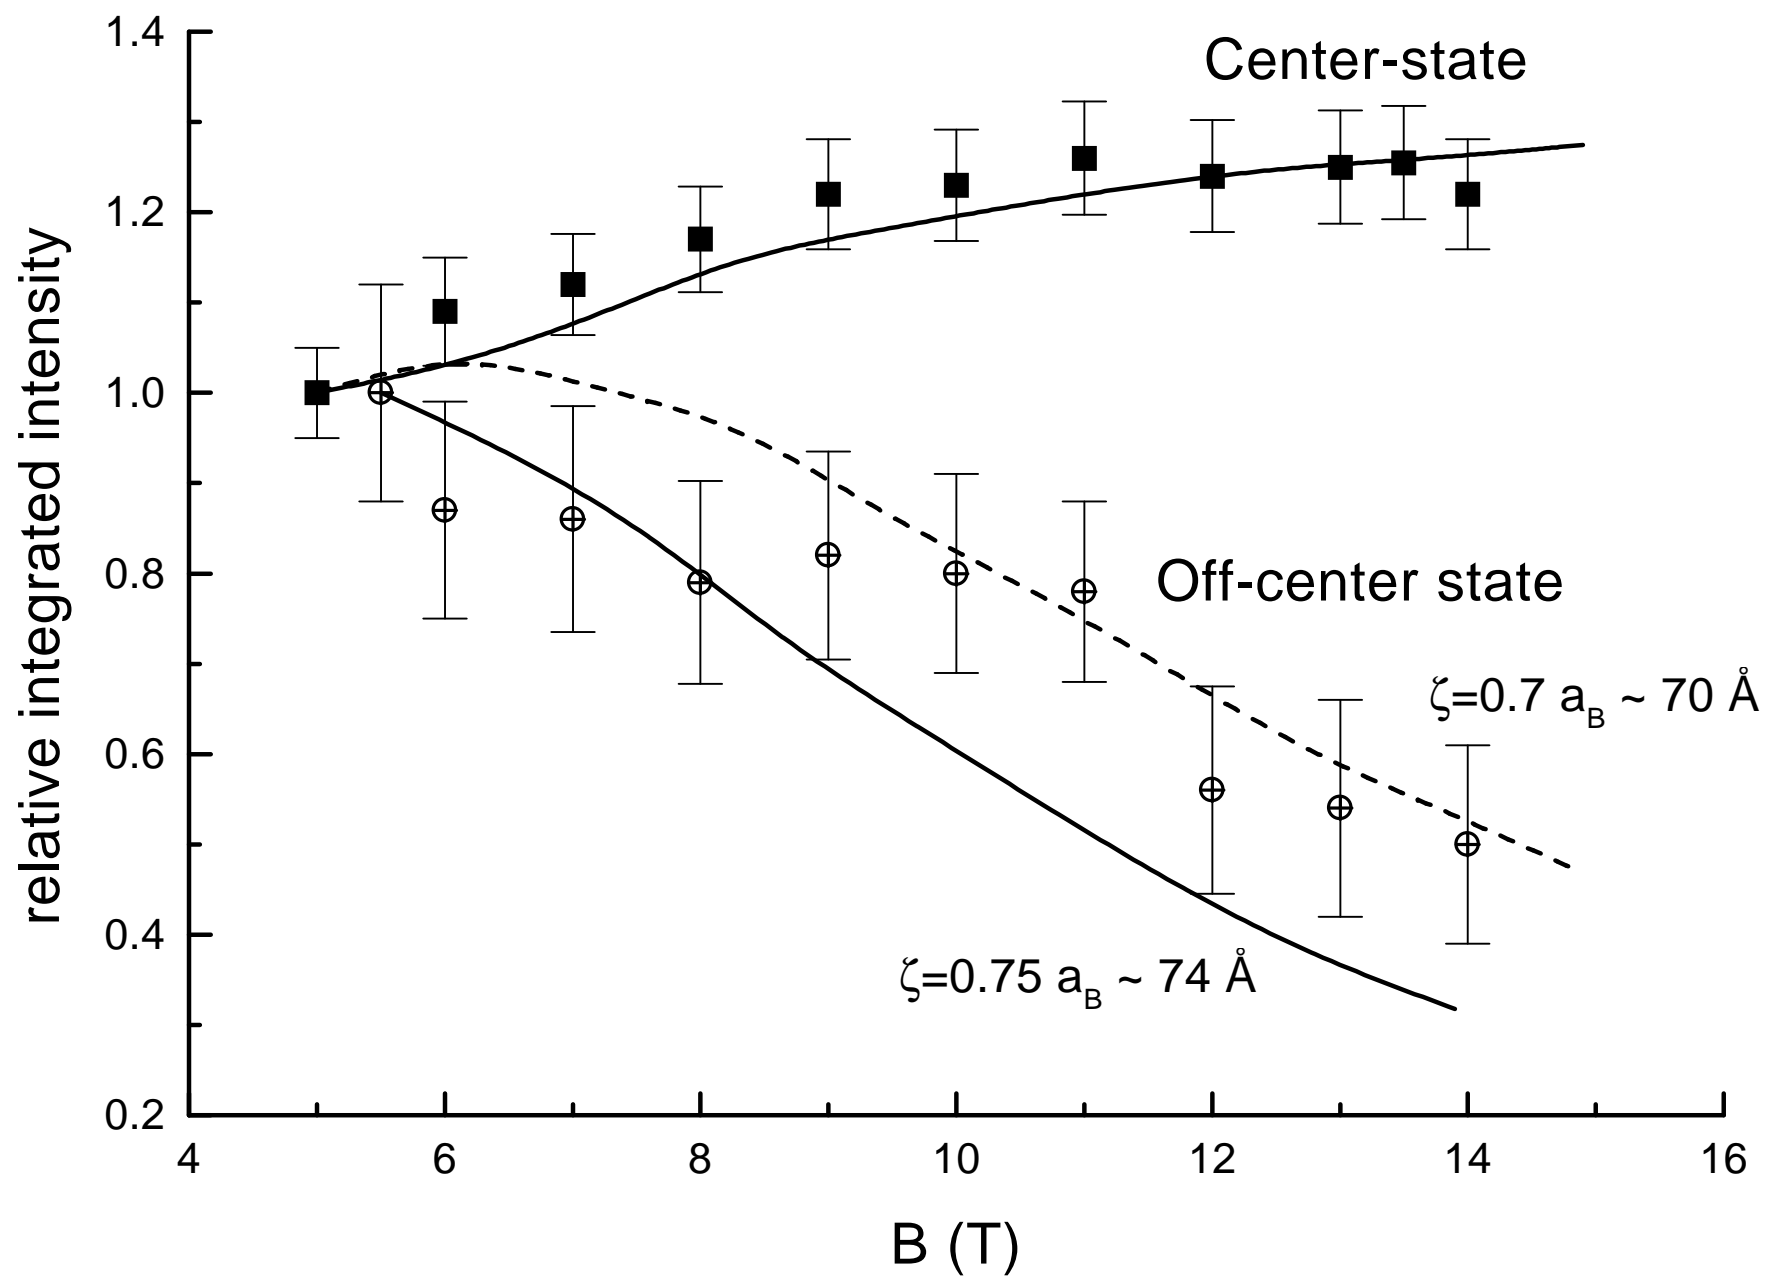 1.4
1.2
1.0
0.8
0.6
0.4
0.2
relative integrated intensity
Center-state
Off-center state
ζ=0.7 a_B ~ 70 Å
ζ=0.75 a_B ~ 74 Å
4 6 8 10 12 14 16
B (T)